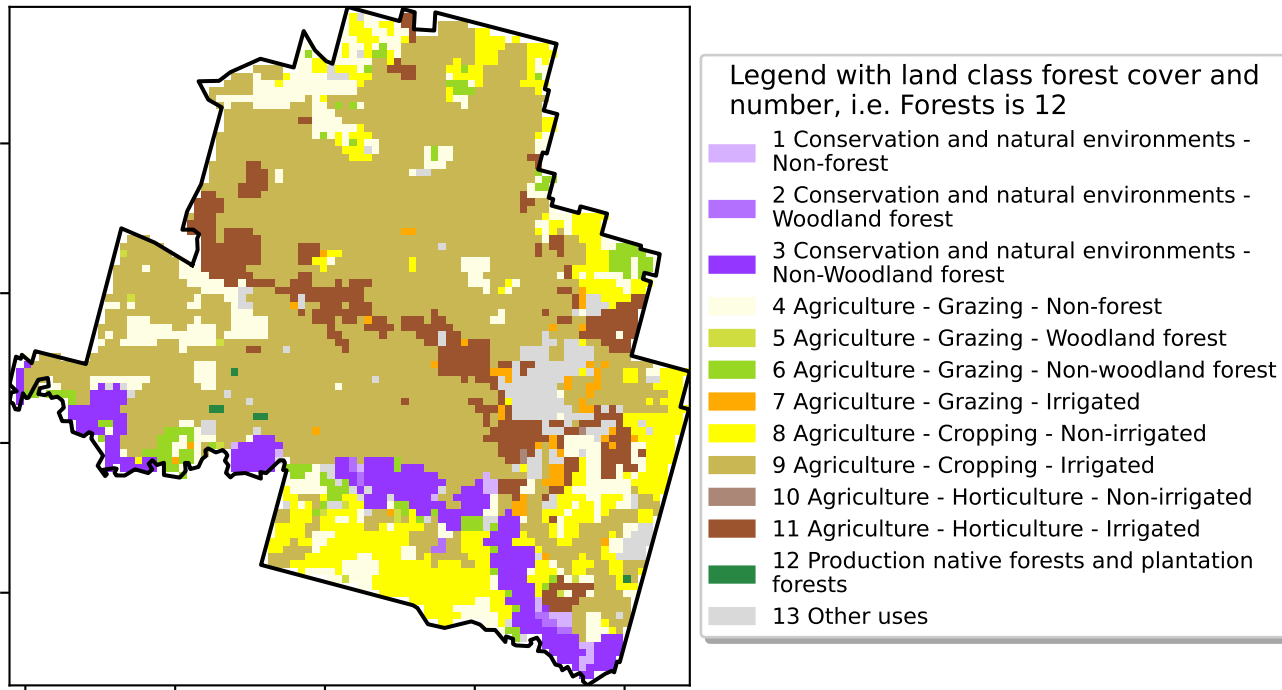 Legend with land class forest cover and
number, i.e. Forests is 12
1 Conservation and natural environments -
Non-forest
2 Conservation and natural environments -
Woodland forest
3 Conservation and natural environments -
Non-Woodland forest
4 Agriculture - Grazing - Non-forest
5 Agriculture - Grazing - Woodland forest
6 Agriculture - Grazing - Non-woodland forest
7 Agriculture - Grazing - Irrigated
8 Agriculture - Cropping - Non-irrigated
9 Agriculture - Cropping - Irrigated
10 Agriculture - Horticulture - Non-irrigated
11 Agriculture - Horticulture - Irrigated
12 Production native forests and plantation
forests
13 Other uses